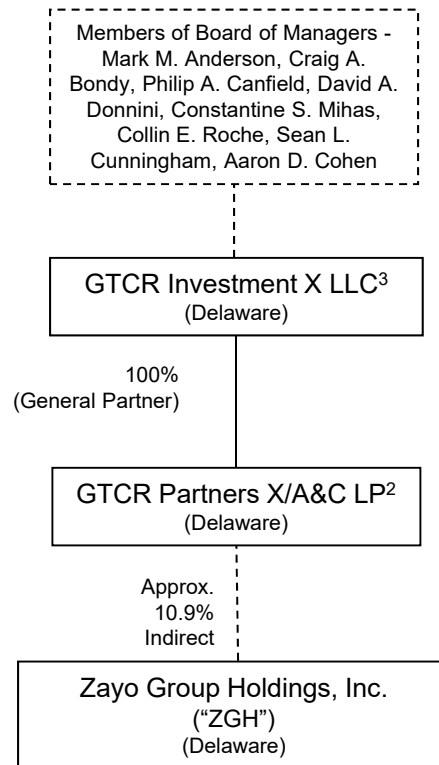 Members of Board of Managers -
Mark M. Anderson, Craig A.
Bondy, Philip A. Canfield, David A.
Donnini, Constantine S. Mihas,
Collin E. Roche, Sean L.
Cunningham, Aaron D. Cohen
GTCR Investment X LLC³
(Delaware)
100%
(General Partner)
GTCR Partners X/A&C LP²
(Delaware)
Approx.
10.9%
Indirect
Zayo Group Holdings, Inc.
(“ZGH”)
(Delaware)